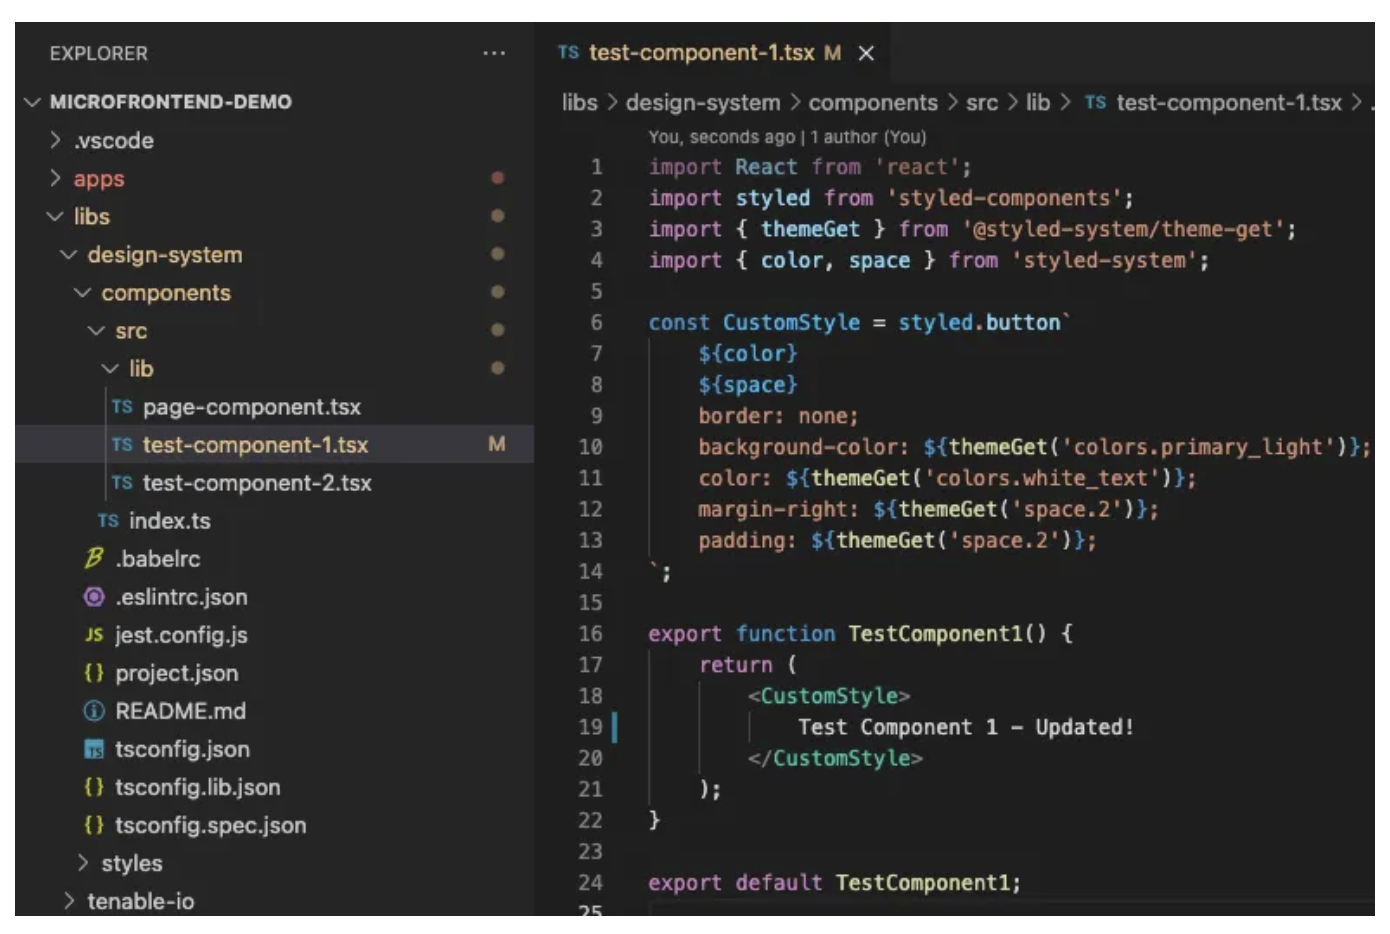 EXPLORER ...
MICROFRONTEND-DEMO
.vscode
apps
libs
design-system
components
src
lib
TS page-component.tsx
TS test-component-1.tsx M
TS test-component-2.tsx
TS index.ts
.babelrc
.eslintrc.json
JS jest.config.js
{} project.json
README.md
TS tsconfig.json
{} tsconfig.lib.json
{} tsconfig.spec.json
styles
tenable-io
TS test-component-1.tsx M ×
libs > design-system > components > src > lib > TS test-component-1.tsx > .
You, seconds ago | 1 author (You)
1 import React from 'react';
2 import styled from 'styled-components';
3 import { themeGet } from '@styled-system/theme-get';
4 import { color, space } from 'styled-system';
5
6 const CustomStyle = styled.button`
7 ${color}
8 ${space}
9 border: none;
10 background-color: ${themeGet('colors.primary_light')};
11 color: ${themeGet('colors.white_text')};
12 margin-right: ${themeGet('space.2')};
13 padding: ${themeGet('space.2')};
14 `;
15
16 export function TestComponent1() {
17 return (
18 <CustomStyle>
19 Test Component 1 – Updated!
20 </CustomStyle>
21 );
22 }
23
24 export default TestComponent1;
25